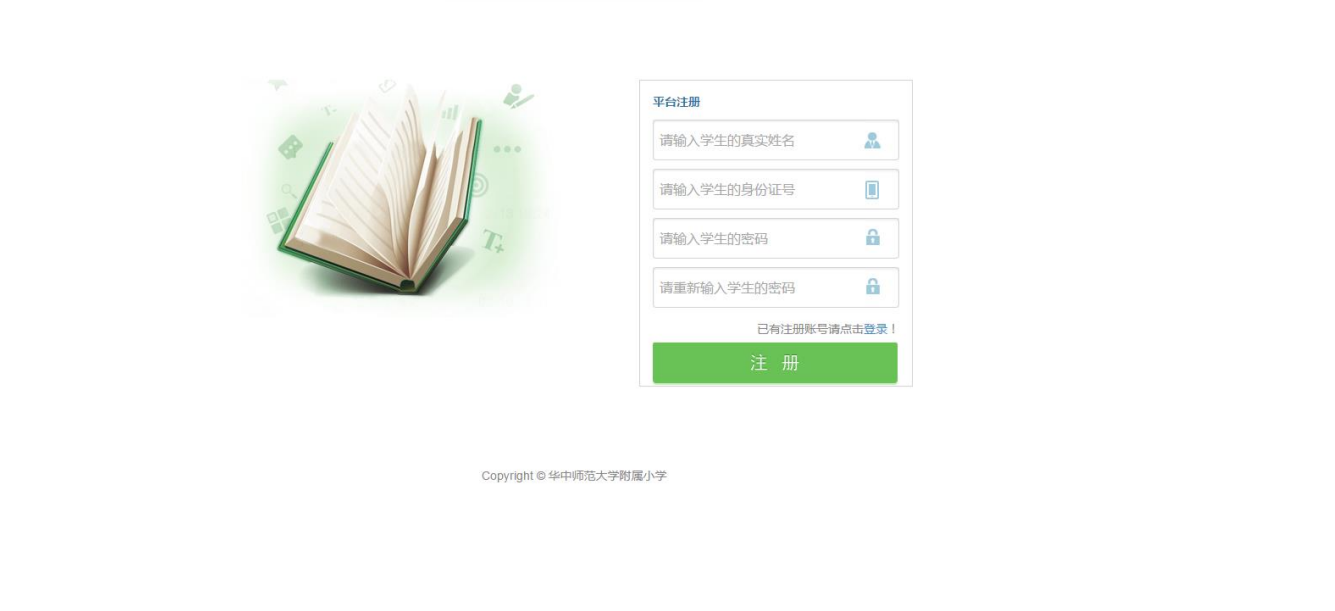 平台注册
请输入学生的真实姓名
请输入学生的身份证号
请输入学生的密码
请重新输入学生的密码
已有注册账号请点击登录！
注 册
Copyright © 华中师范大学附属小学